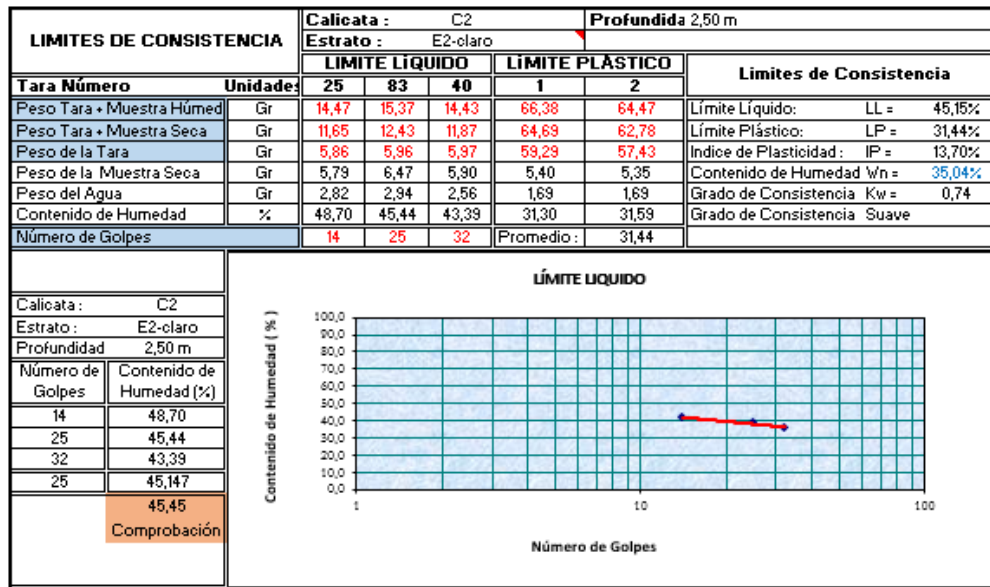 LIMITES DE CONSISTENCIA
Calicata : C2 Profundida 2,50 m
Estrato : E2-claro
LIMITE LÍQUIDO LÍMITE PLÁSTICO Limites de Consistencia
Tara Número Unidades 25 83 40 1 2
Peso Tara + Muestra Húmed Gr 14,47 15,37 14,43 66,38 64,47 Límite Líquido: LL = 45,15%
Peso Tara + Muestra Seca Gr 11,65 12,43 11,87 64,69 62,78 Límite Plástico: LP = 31,44%
Peso de la Tara Gr 5,86 5,96 5,97 59,29 57,43 Indice de Plasticidad : IP = 13,70%
Peso de la Muestra Seca Gr 5,79 6,47 5,90 5,40 5,35 Contenido de Humedad Wn = 35,04%
Peso del Agua Gr 2,82 2,94 2,56 1,69 1,69 Grado de Consistencia Kw = 0,74
Contenido de Humedad % 48,70 45,44 43,39 31,30 31,59 Grado de Consistencia Suave
Número de Golpes 14 25 32 Promedio : 31,44
Calicata : C2
Estrato : E2-claro
Profundidad 2,50 m
Número de Golpes Contenido de Humedad (%)
14 48,70
25 45,44
32 43,39
25 45,147
45,45
Comprobación
LÍMITE LIQUIDO
Contenido de Humedad ( % )
100,0
90,0
80,0
70,0
60,0
50,0
40,0
30,0
20,0
10,0
0,0
1 10 100
Número de Golpes